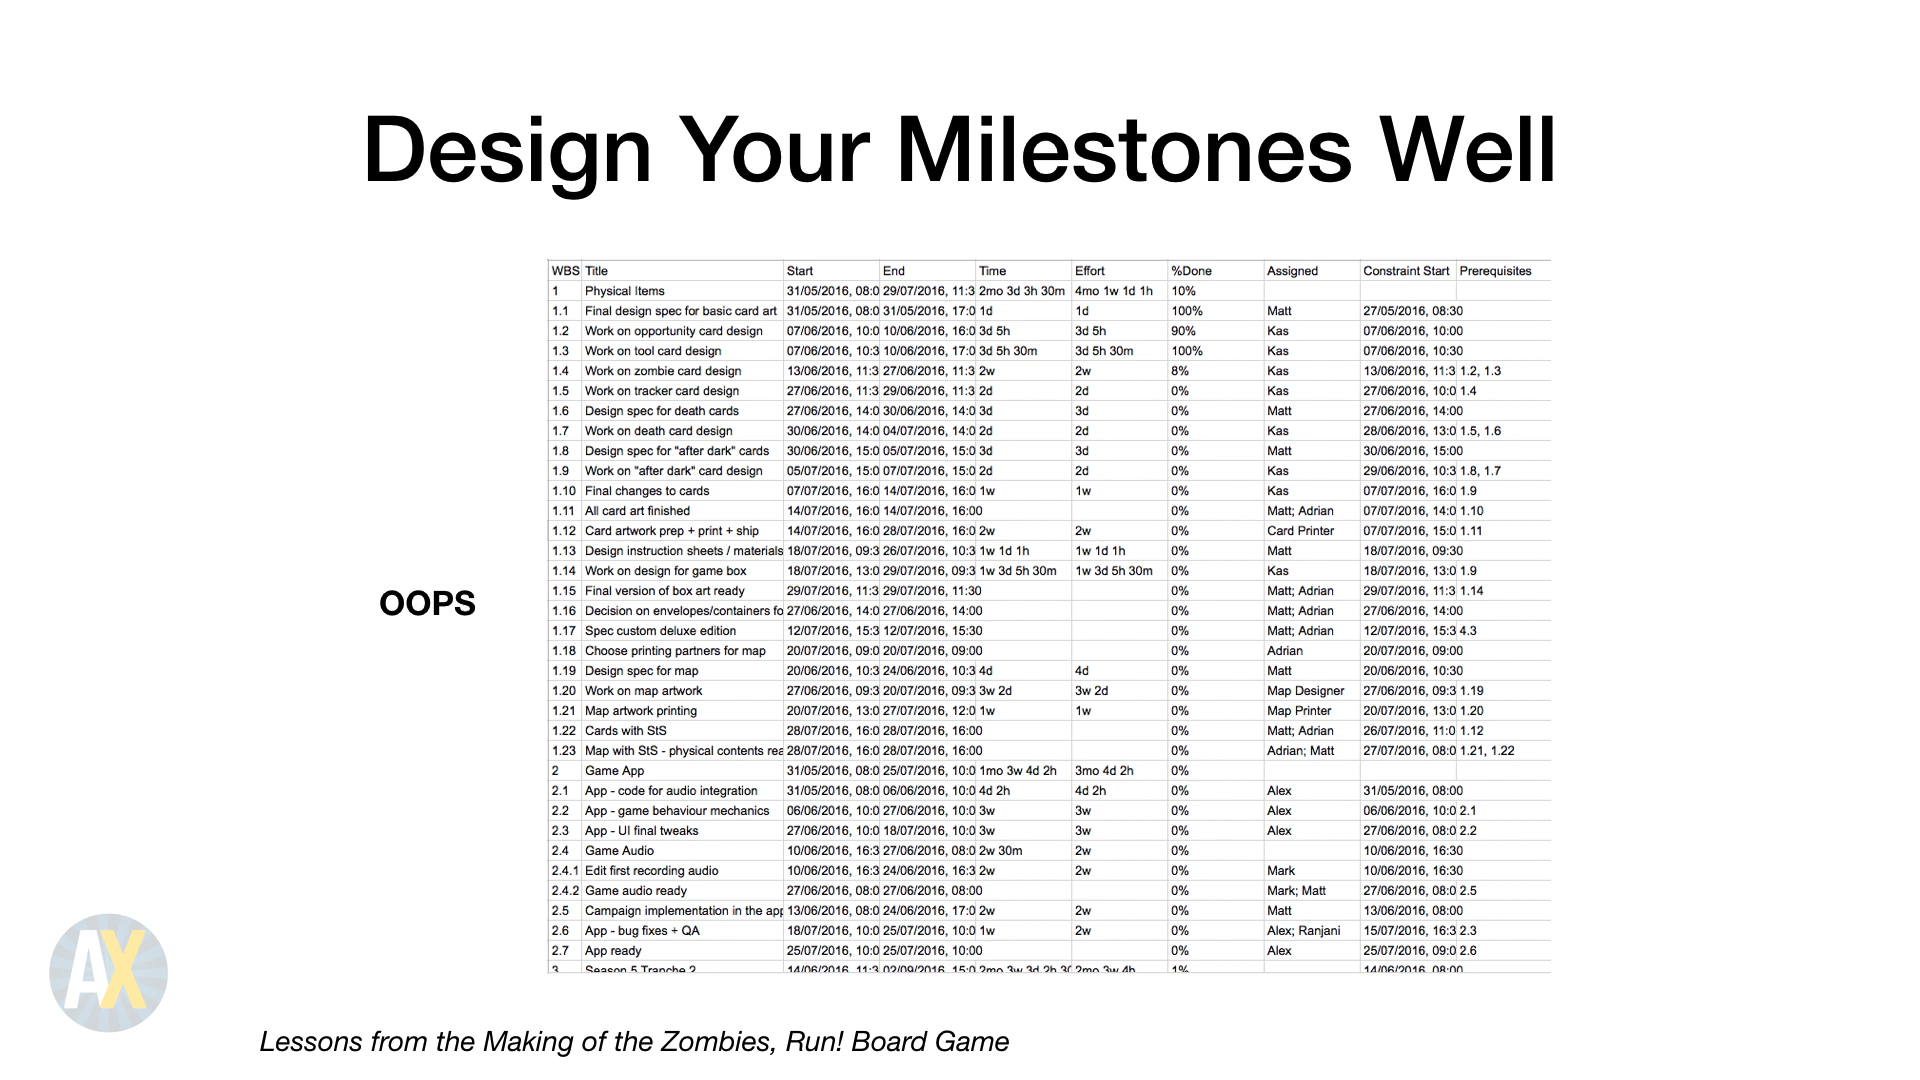 Design Your Milestones Well
WBS Title Start End Time Effort %Done Assigned Constraint Start Prerequisites
1 Physical Items 31/05/2016, 08:0 29/07/2016, 11:3 2mo 3d 3h 30m 4mo 1w 1d 1h 10%
1.1 Final design spec for basic card art 31/05/2016, 08:0 31/05/2016, 17:0 1d 1d 100% Matt 27/05/2016, 08:30
1.2 Work on opportunity card design 07/06/2016, 10:0 10/06/2016, 16:0 3d 5h 3d 5h 90% Kas 07/06/2016, 10:00
1.3 Work on tool card design 07/06/2016, 10:3 10/06/2016, 17:0 3d 5h 30m 3d 5h 30m 100% Kas 07/06/2016, 10:30
1.4 Work on zombie card design 13/06/2016, 11:3 27/06/2016, 11:3 2w 2w 8% Kas 13/06/2016, 11:3 1.2, 1.3
1.5 Work on tracker card design 27/06/2016, 11:3 29/06/2016, 11:3 2d 2d 0% Kas 27/06/2016, 10:0 1.4
1.6 Design spec for death cards 27/06/2016, 14:0 30/06/2016, 14:0 3d 3d 0% Matt 27/06/2016, 14:00
1.7 Work on death card design 30/06/2016, 14:0 04/07/2016, 14:0 2d 2d 0% Kas 28/06/2016, 13:0 1.5, 1.6
1.8 Design spec for "after dark" cards 30/06/2016, 15:0 05/07/2016, 15:0 3d 3d 0% Matt 30/06/2016, 15:00
1.9 Work on "after dark" card design 05/07/2016, 15:0 07/07/2016, 15:0 2d 2d 0% Kas 29/06/2016, 10:3 1.8, 1.7
1.10 Final changes to cards 07/07/2016, 16:0 14/07/2016, 16:0 1w 1w 0% Kas 07/07/2016, 16:0 1.9
1.11 All card art finished 14/07/2016, 16:0 14/07/2016, 16:00 0% Matt; Adrian 07/07/2016, 14:0 1.10
1.12 Card artwork prep + print + ship 14/07/2016, 16:0 28/07/2016, 16:0 2w 2w 0% Card Printer 07/07/2016, 15:0 1.11
1.13 Design instruction sheets / materials 18/07/2016, 09:3 26/07/2016, 10:3 1w 1d 1h 1w 1d 1h 0% Matt 18/07/2016, 09:30
1.14 Work on design for game box 18/07/2016, 13:0 29/07/2016, 09:3 1w 3d 5h 30m 1w 3d 5h 30m 0% Kas 18/07/2016, 13:0 1.9
OOPS
1.15 Final version of box art ready 29/07/2016, 11:3 29/07/2016, 11:30 0% Matt; Adrian 29/07/2016, 11:3 1.14
1.16 Decision on envelopes/containers fo 27/06/2016, 14:0 27/06/2016, 14:00 0% Matt; Adrian 27/06/2016, 14:00
1.17 Spec custom deluxe edition 12/07/2016, 15:3 12/07/2016, 15:30 0% Matt; Adrian 12/07/2016, 15:3 4.3
1.18 Choose printing partners for map 20/07/2016, 09:0 20/07/2016, 09:00 0% Adrian 20/07/2016, 09:00
1.19 Design spec for map 20/06/2016, 10:3 24/06/2016, 10:3 4d 4d 0% Matt 20/06/2016, 10:30
1.20 Work on map artwork 27/06/2016, 09:3 20/07/2016, 09:3 3w 2d 3w 2d 0% Map Designer 27/06/2016, 09:3 1.19
1.21 Map artwork printing 20/07/2016, 13:0 27/07/2016, 12:0 1w 1w 0% Map Printer 20/07/2016, 13:0 1.20
1.22 Cards with StS 28/07/2016, 16:0 28/07/2016, 16:00 0% Matt; Adrian 26/07/2016, 11:0 1.12
1.23 Map with StS - physical contents rea 28/07/2016, 16:0 28/07/2016, 16:00 0% Adrian; Matt 27/07/2016, 08:0 1.21, 1.22
2 Game App 31/05/2016, 08:0 25/07/2016, 10:0 1mo 3w 4d 2h 3mo 4d 2h 0%
2.1 App - code for audio integration 31/05/2016, 08:0 06/06/2016, 10:0 4d 2h 4d 2h 0% Alex 31/05/2016, 08:00
2.2 App - game behaviour mechanics 06/06/2016, 10:0 27/06/2016, 10:0 3w 3w 0% Alex 06/06/2016, 10:0 2.1
2.3 App - UI final tweaks 27/06/2016, 10:0 18/07/2016, 10:0 3w 3w 0% Alex 27/06/2016, 08:0 2.2
2.4 Game Audio 10/06/2016, 16:3 27/06/2016, 08:0 2w 30m 2w 0% 10/06/2016, 16:30
2.4.1 Edit first recording audio 10/06/2016, 16:3 24/06/2016, 16:3 2w 2w 0% Mark 10/06/2016, 16:30
2.4.2 Game audio ready 27/06/2016, 08:0 27/06/2016, 08:00 0% Mark; Matt 27/06/2016, 08:0 2.5
2.5 Campaign implementation in the app 13/06/2016, 08:0 24/06/2016, 17:0 2w 2w 0% Matt 13/06/2016, 08:00
2.6 App - bug fixes + QA 18/07/2016, 10:0 25/07/2016, 10:0 1w 2w 0% Alex; Ranjani 15/07/2016, 16:3 2.3
2.7 App ready 25/07/2016, 10:0 25/07/2016, 10:00 0% Alex 25/07/2016, 09:0 2.6
3 Season 5 Tranche 2 14/06/2016, 11:3 02/09/2016, 15:0 2mo 3w 3d 2h 30 2mo 3w 4h 1% 14/06/2016, 08:00
AX
Lessons from the Making of the Zombies, Run! Board Game